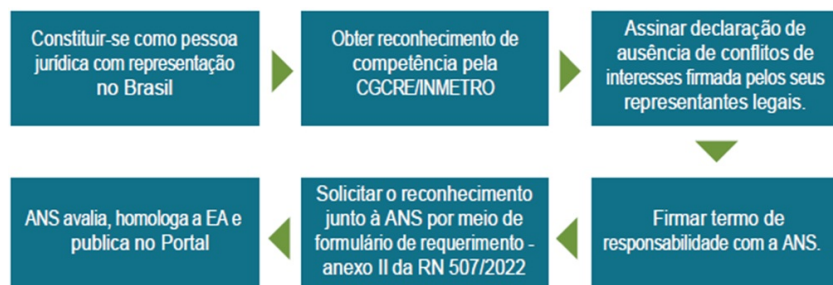 Constituir-se como pessoa
jurídica com representação
no Brasil
Obter reconhecimento de
competência pela
CGCRE/INMETRO
Assinar declaração de
ausência de conflitos de
interesses firmada pelos seus
representantes legais.
Firmar termo de
responsabilidade com a ANS.
Solicitar o reconhecimento
junto à ANS por meio de
formulário de requerimento -
anexo II da RN 507/2022
ANS avalia, homologa a EA e
publica no Portal